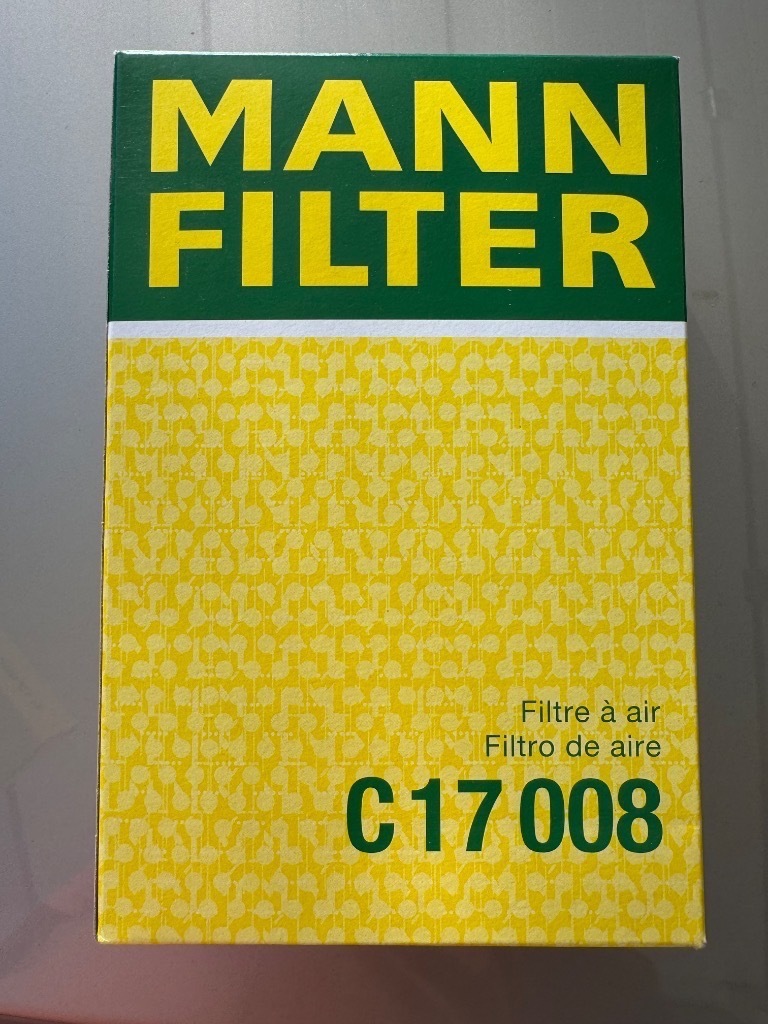 MANN
FILTER
Filtre à air
Filtro de aire
C 17 008